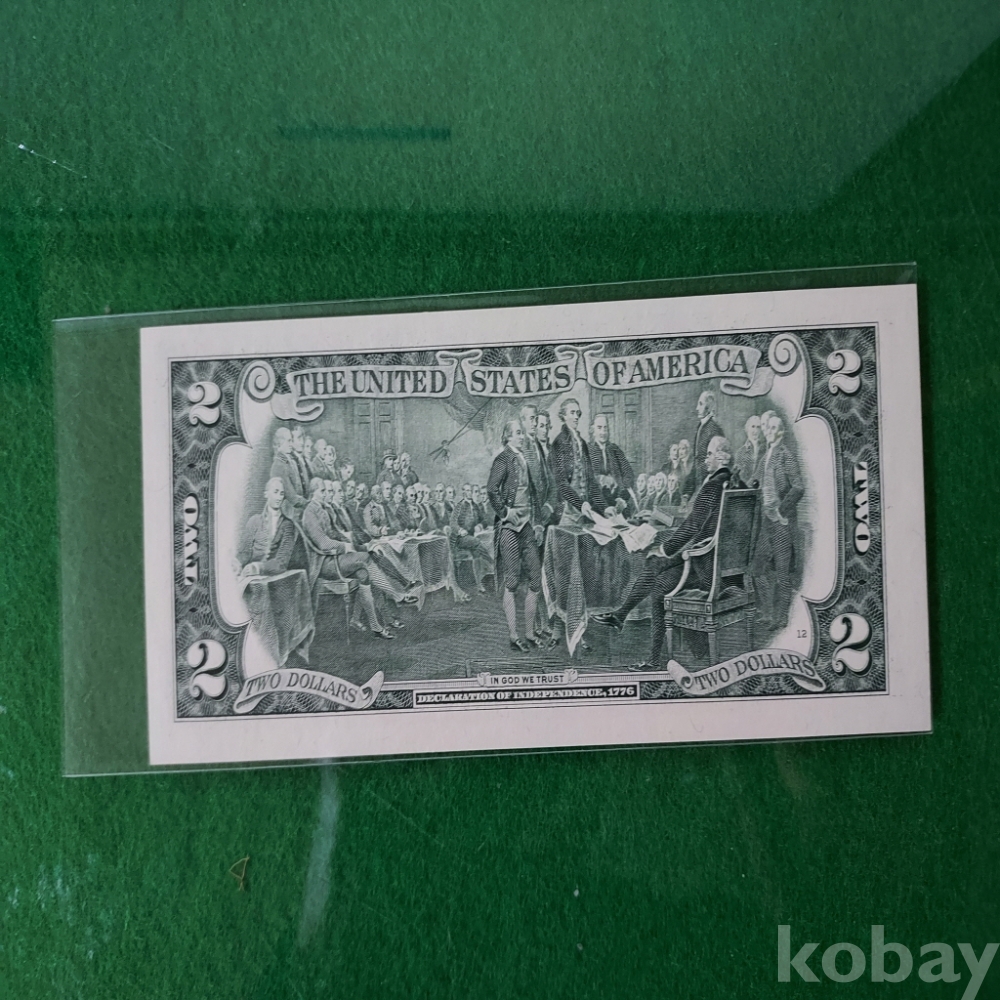 THE UNITED STATES OF AMERICA
2
2
TWO
TWO
12
2
2
TWO DOLLARS
IN GOD WE TRUST
TWO DOLLARS
DECLARATION OF INDEPENDENCE, 1776
kobay